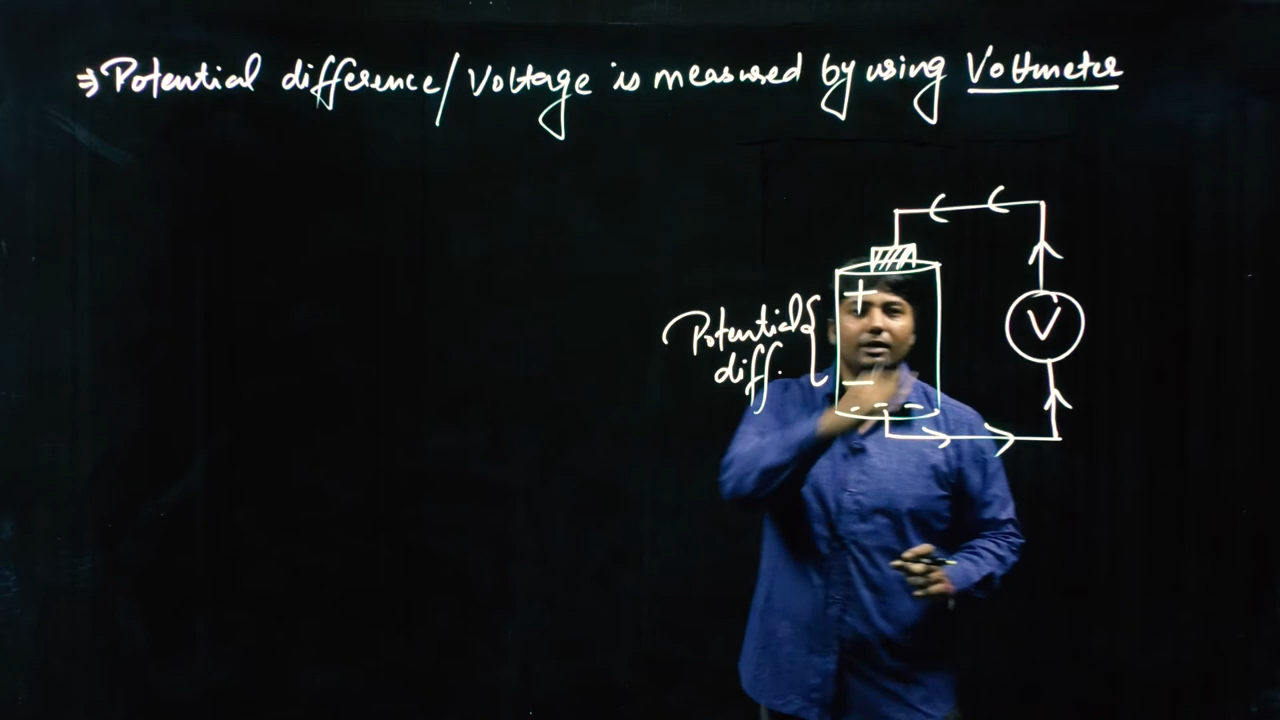 ⇒ Potential difference/Voltage is measured by using Voltmeter
+
Potential
diff.
V
−
- - -